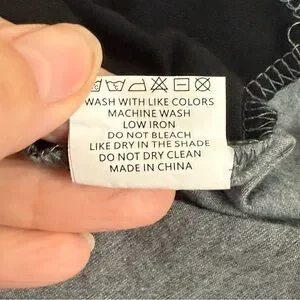 WASH WITH LIKE COLORS
MACHINE WASH
LOW IRON
DO NOT BLEACH
LIKE DRY IN THE SHADE
DO NOT DRY CLEAN
MADE IN CHINA